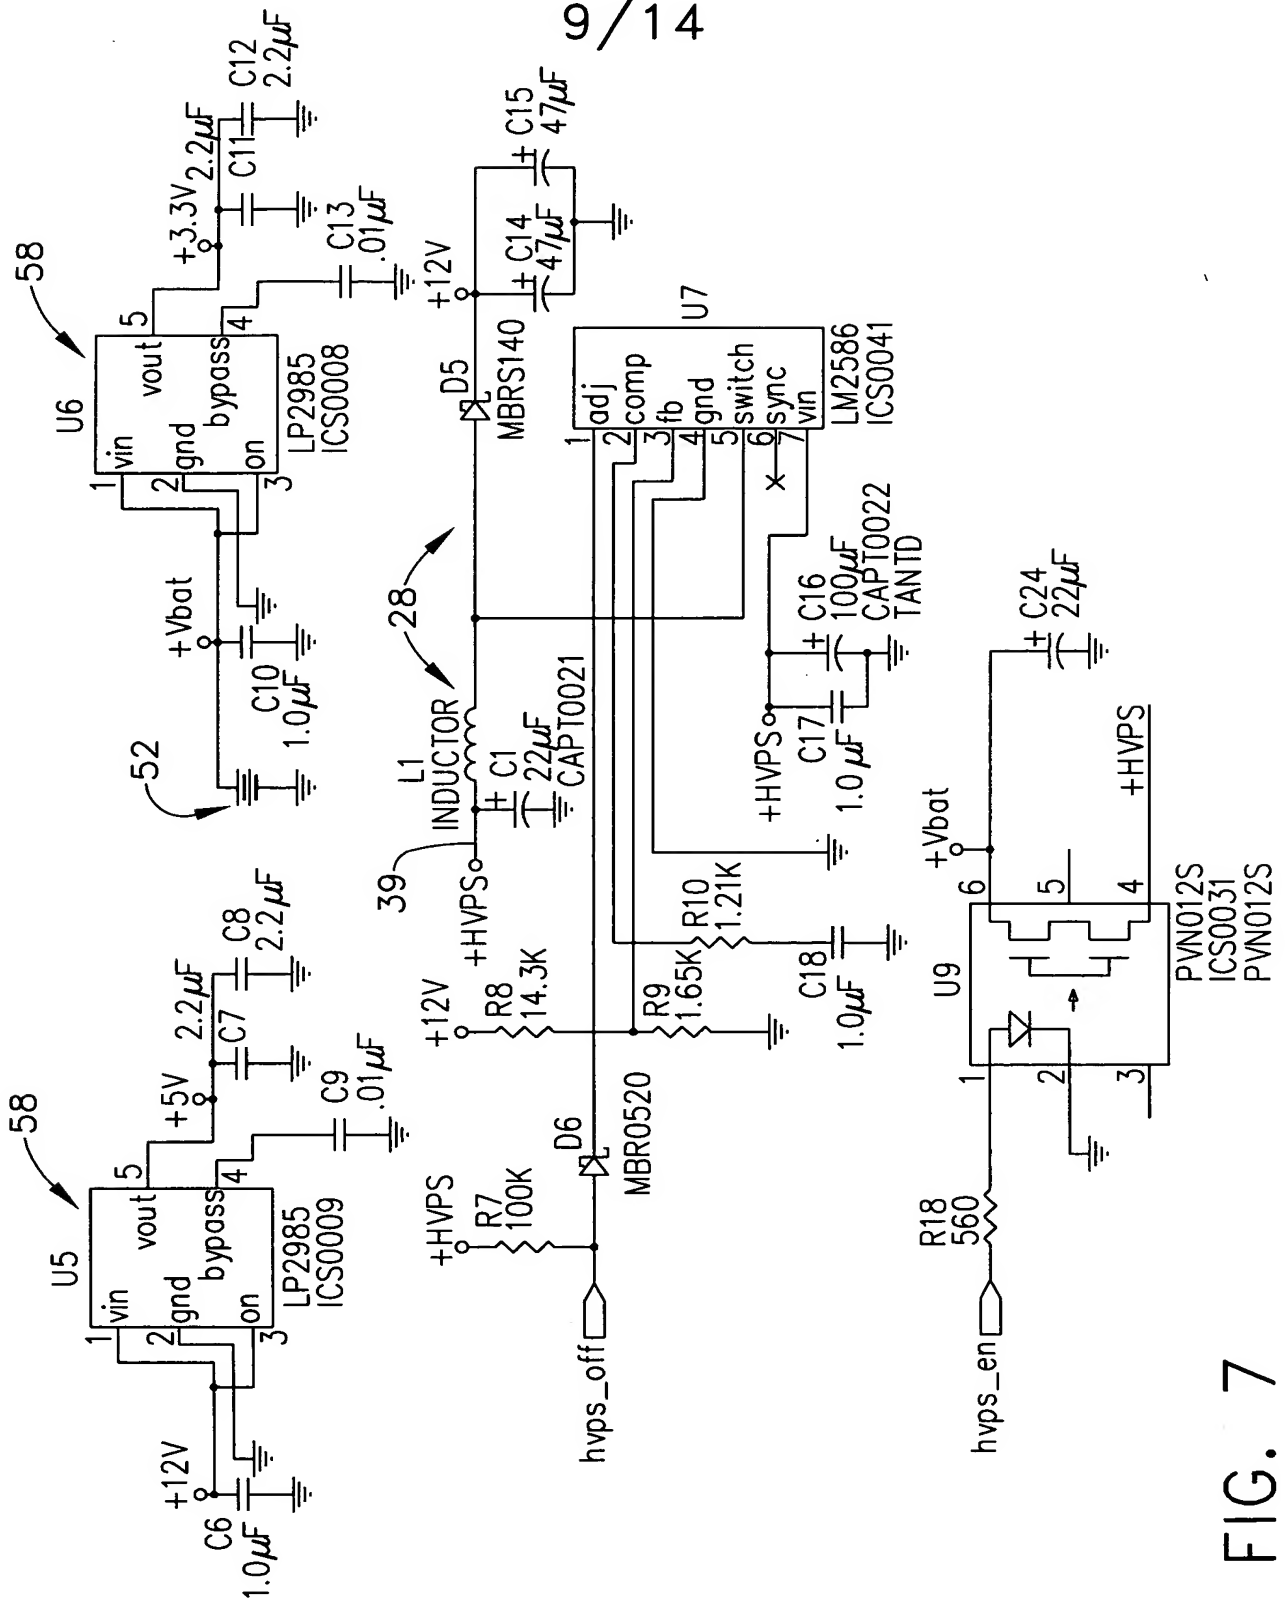 9/14
58
U5
1
vin
2
gnd
3
on
vout
5
bypass
4
LP2985
ICS0009
+12V
C6
1.0µF
+5V
2.2µF
C7
C8
2.2µF
C9
.01µF
52
58
U6
1
vin
2
gnd
3
on
vout
5
bypass
4
LP2985
ICS0008
+Vbat
C10
1.0µF
+3.3V
2.2µF
C11
C12
2.2µF
C13
.01µF
39
+HVPS
L1
INDUCTOR
C1
22µF
CAPT0021
28
D5
MBRS140
+12V
C14
47µF
C15
47µF
hvps_off
+HVPS
R7
100K
D6
MBR0520
+12V
R8
14.3K
R9
1.65K
R10
1.21K
C18
1.0µF
U7
1
adj
2
comp
3
fb
4
gnd
5
switch
6
sync
7
vin
LM2586
ICS0041
+HVPS
C17
1.0µF
C16
100µF
CAPT0022
TANTD
hvps_en
R18
560
U9
1
2
3
6
5
4
PVN012S
ICS0031
PVN012S
+Vbat
+HVPS
C24
22µF
FIG. 7